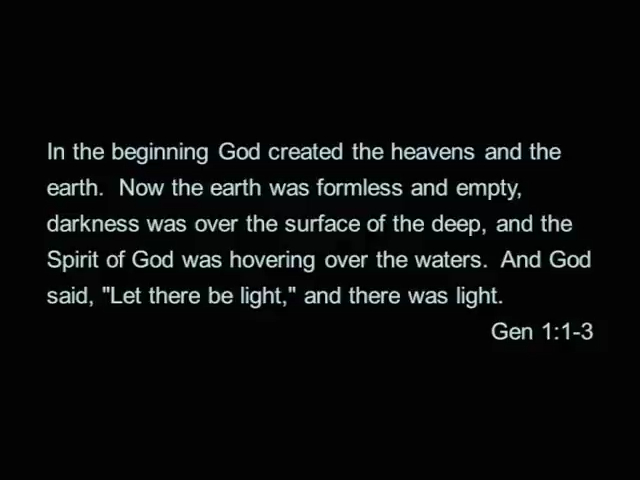 In the beginning God created the heavens and the
earth.  Now the earth was formless and empty,
darkness was over the surface of the deep, and the
Spirit of God was hovering over the waters.  And God
said, "Let there be light," and there was light.
Gen 1:1-3